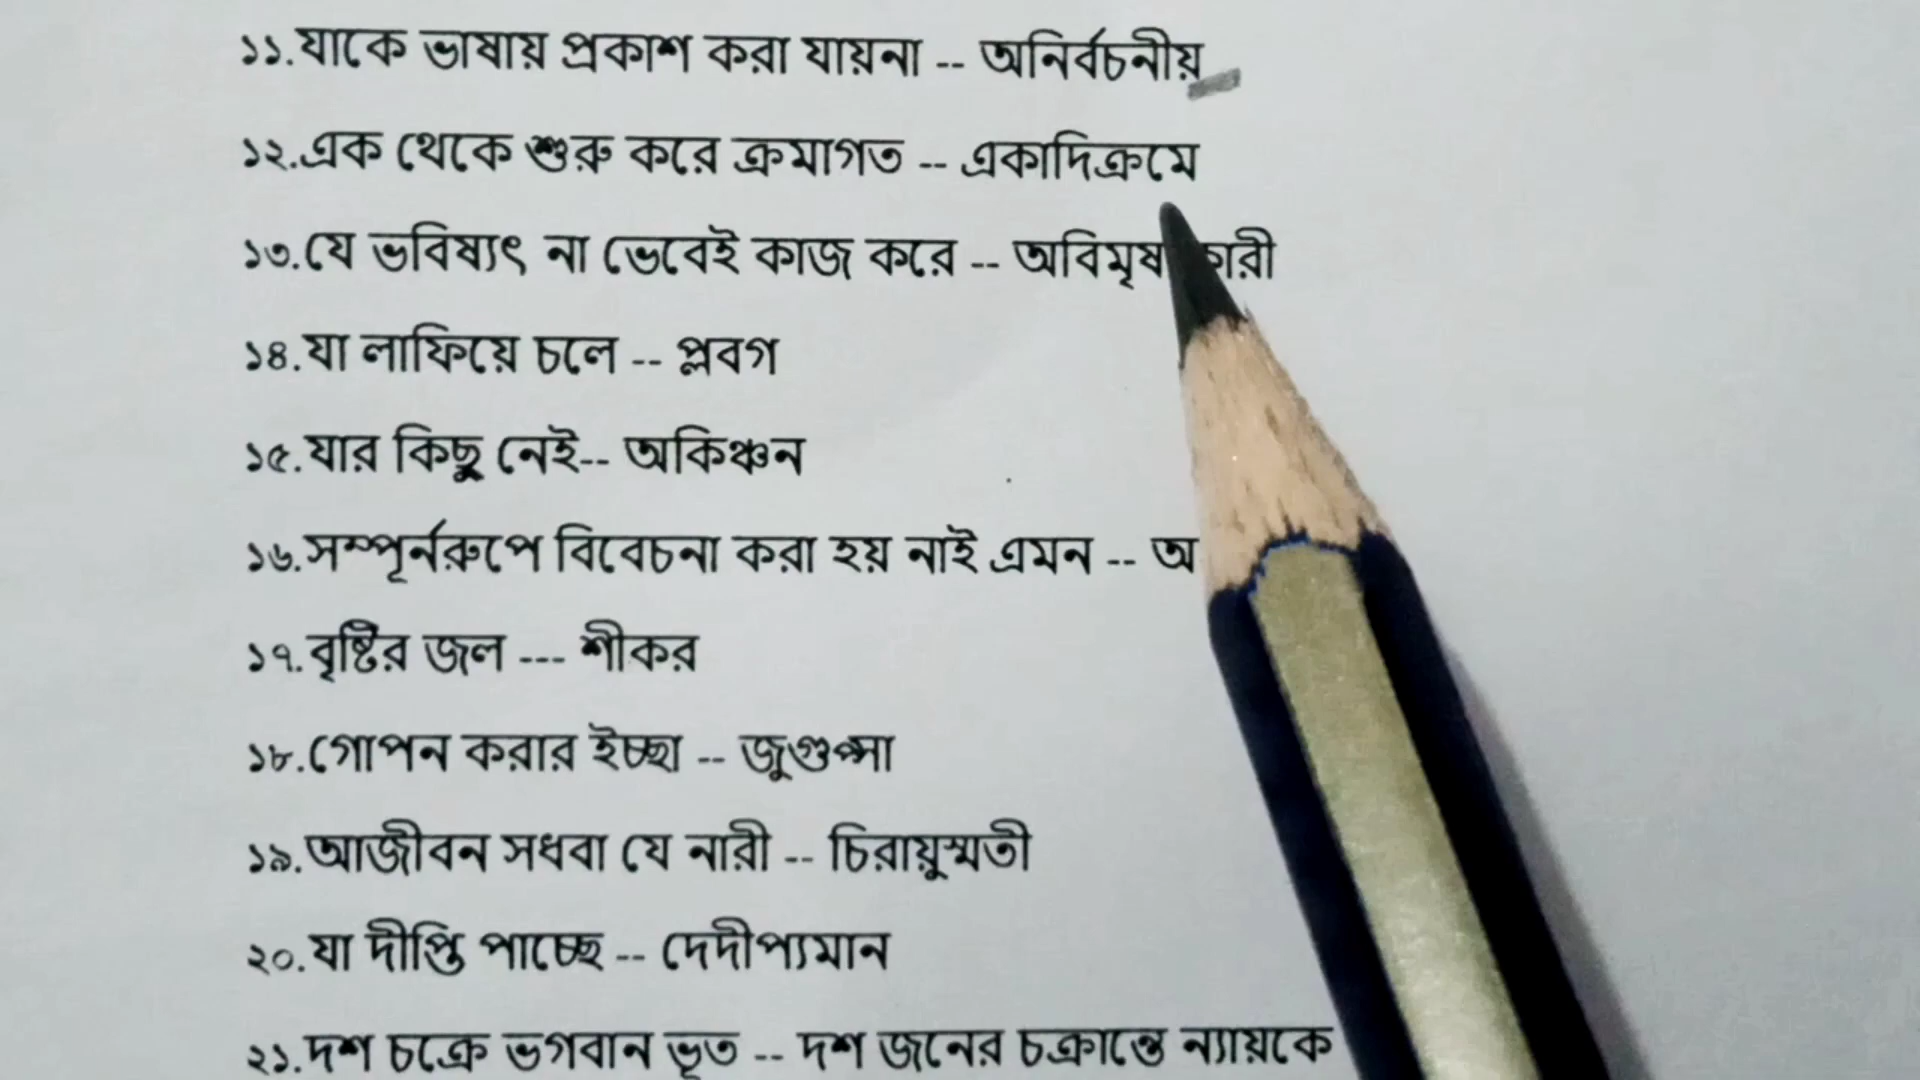 ১১.যাকে ভাষায় প্রকাশ করা যায়না -- অনির্বচনীয়
১২.এক থেকে শুরু করে ক্রমাগত -- একাদিক্রমে
১৩.যে ভবিষ্যৎ না ভেবেই কাজ করে --
১৪.যা লাফিয়ে চলে -- প্লবগ
১৫.যার কিছু নেই-- অকিঞ্চন
১৬.সম্পূর্নরুপে বিবেচনা করা হয় নাই এমন --
১৭.বৃষ্টির জল --- শীকর
১৮.গোপন করার ইচ্ছা -- জুগুপ্সা
১৯.আজীবন সধবা যে নারী -- চিরায়ুস্মতী
২০.যা দীপ্তি পাচ্ছে -- দেদীপ্যমান
২১.দশ চক্রে ভগবান ভূত -- দশ জনের চক্রান্তে ন্যায়কে